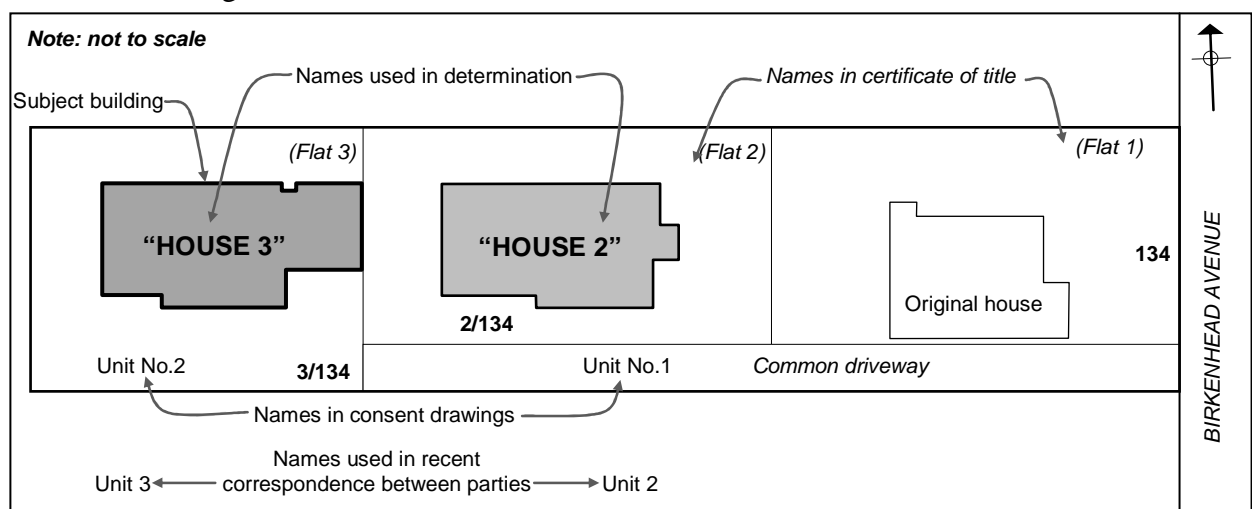 Note: not to scale
Names used in determination
Names in certificate of title
Subject building
(Flat 3)
(Flat 2)
(Flat 1)
“HOUSE 3”
“HOUSE 2”
134
Original house
2/134
Unit No.2
3/134
Unit No.1
Common driveway
Names in consent drawings
Names used in recent
Unit 3
correspondence between parties
Unit 2
BIRKENHEAD AVENUE